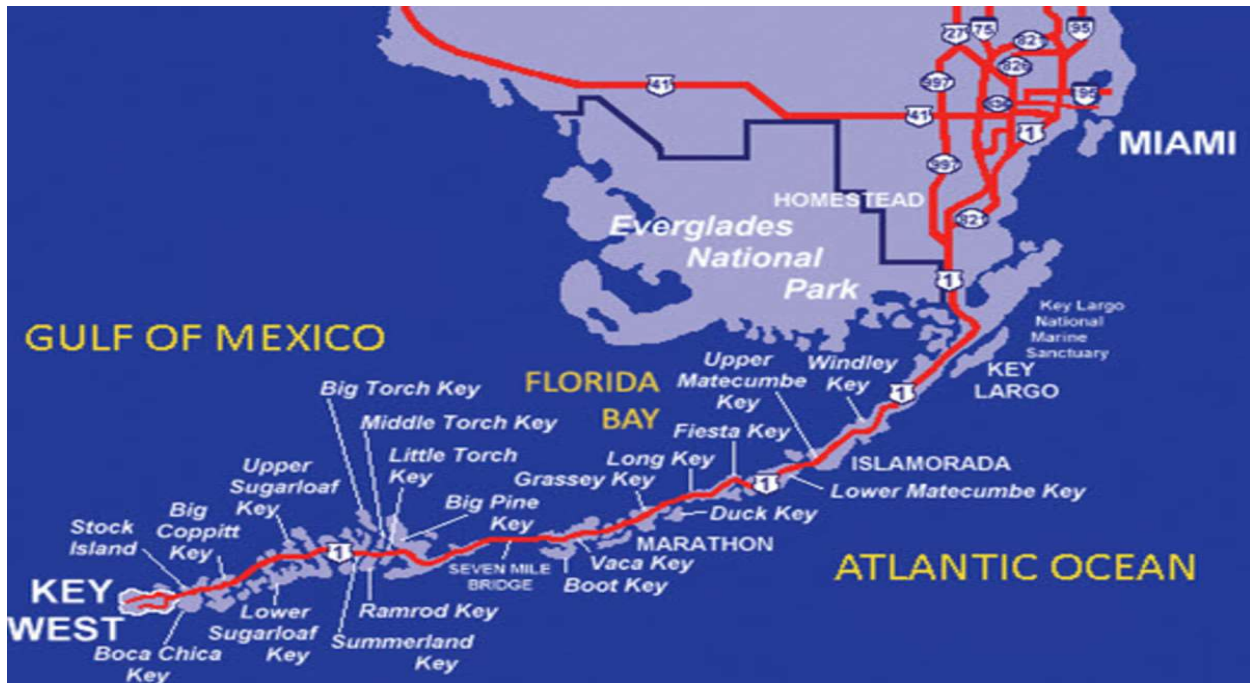 27
75
821
95
826
997
41
836
195
41
1
MIAMI
997
HOMESTEAD
821
Everglades
National
Park
1
Key Largo
National
Marine
Sanctuary
GULF OF MEXICO
KEY
LARGO
Upper
Matecumbe
Key
Windley
Key
1
FLORIDA
BAY
Big Torch Key
Middle Torch Key
Fiesta Key
Little Torch
Key
Long Key
ISLAMORADA
Upper
Sugarloaf
Key
Grassey Key
1
Lower Matecumbe Key
Big Pine
Key
Duck Key
Big
Coppitt
Key
Stock
Island
MARATHON
1
SEVEN MILE
BRIDGE
Vaca Key
Boot Key
ATLANTIC OCEAN
KEY
WEST
Lower
Sugarloaf
Key
Ramrod Key
Summerland
Key
Boca Chica
Key